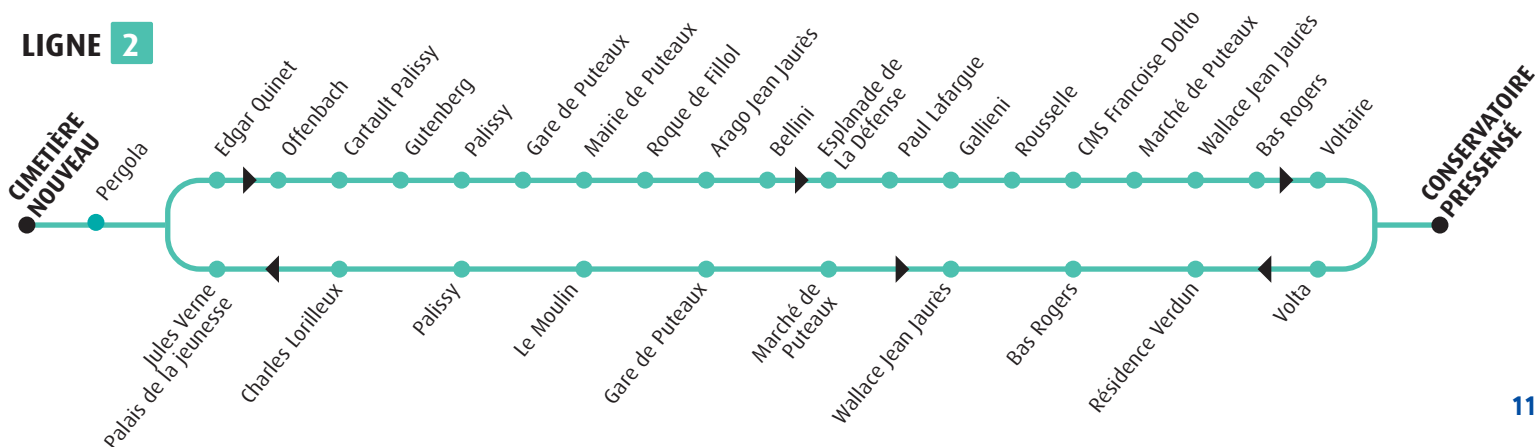 LIGNE 2
CIMETIÈRE
NOUVEAU
Pergola
Edgar Quinet
Offenbach
Cartault Palissy
Gutenberg
Palissy
Gare de Puteaux
Mairie de Puteaux
Roque de Fillol
Arago Jean Jaurès
Bellini
Esplanade de
La Défense
Paul Lafargue
Gallieni
Rousselle
CMS Francoise Dolto
Marché de Puteaux
Wallace Jean Jaurès
Bas Rogers
Voltaire
CONSERVATOIRE
PRESSENSÉ
Jules Verne
Palais de la jeunesse
Charles Lorilleux
Palissy
Le Moulin
Gare de Puteaux
Marché de
Puteaux
Wallace Jean Jaurès
Bas Rogers
Résidence Verdun
Volta
11